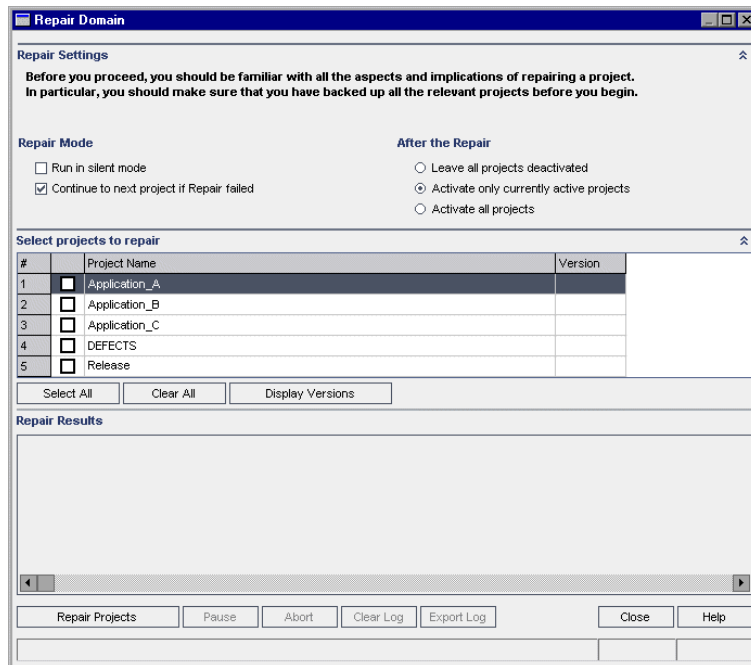 Repair Domain
Repair Settings
Before you proceed, you should be familiar with all the aspects and implications of repairing a project.
In particular, you should make sure that you have backed up all the relevant projects before you begin.
Repair Mode
Run in silent mode
Continue to next project if Repair failed
After the Repair
Leave all projects deactivated
Activate only currently active projects
Activate all projects
Select projects to repair
# Project Name Version
1 Application_A
2 Application_B
3 Application_C
4 DEFECTS
5 Release
Select All Clear All Display Versions
Repair Results
Repair Projects Pause Abort Clear Log Export Log Close Help